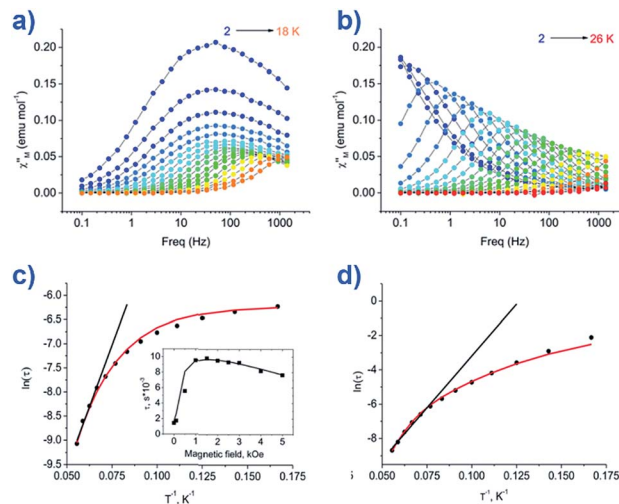 a)
2 → 18 K
χ"M (emu mol-1)
0.20
0.15
0.10
0.05
0.00
0.1 1 10 100 1000
Freq (Hz)
b)
2 → 26 K
χ"M (emu mol-1)
0.20
0.15
0.10
0.05
0.00
0.1 1 10 100 1000
Freq (Hz)
c)
ln(τ)
-6.0
-6.5
-7.0
-7.5
-8.0
-8.5
-9.0
-9.5
0.050 0.075 0.100 0.125 0.150 0.175
T-1, K-1
τ, s*10-3
10
8
6
4
2
0
0 1 2 3 4 5
Magnetic field, kOe
d)
ln(τ)
0
-2
-4
-6
-8
5
0.050 0.075 0.100 0.125 0.150 0.175
T-1, K-1